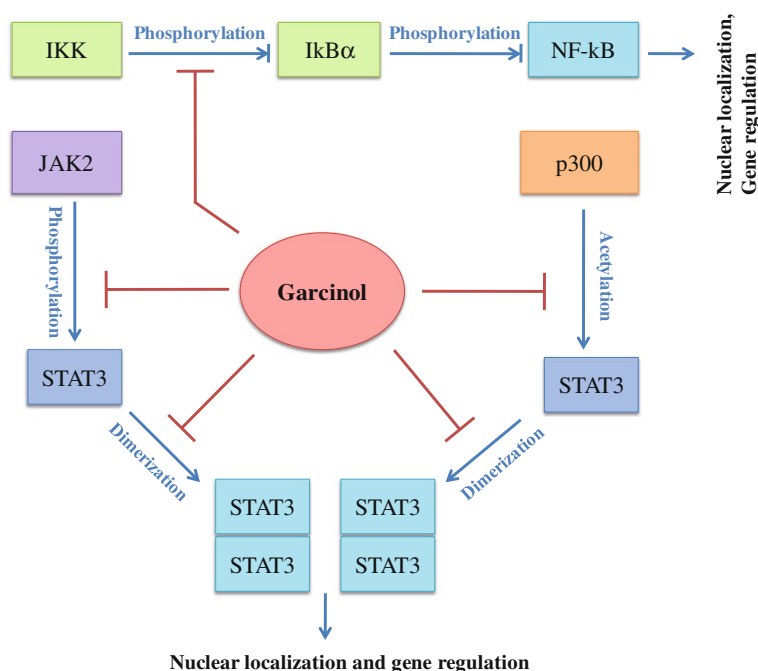 IKK
Phosphorylation
IkBα
Phosphorylation
NF-kB
Nuclear localization,
Gene regulation
JAK2
p300
Phosphorylation
Acetylation
Garcinol
STAT3
STAT3
Dimerization
Dimerization
STAT3
STAT3
STAT3
STAT3
Nuclear localization and gene regulation